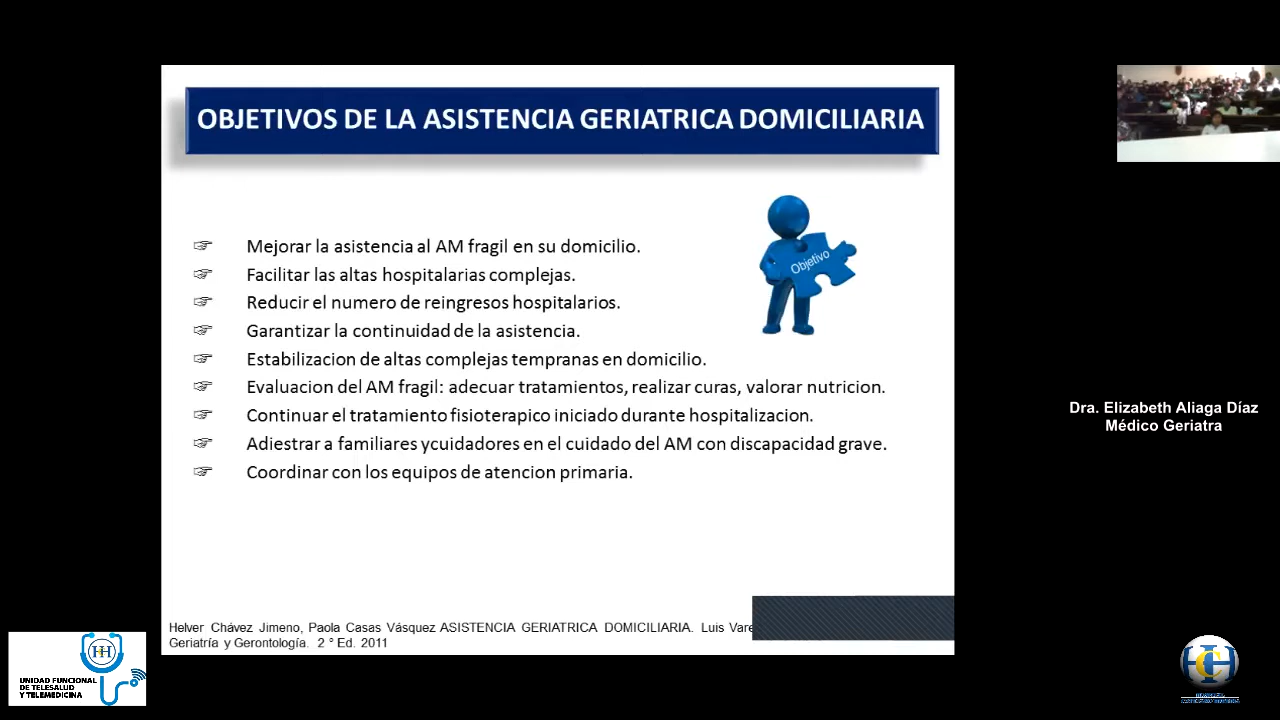 OBJETIVOS DE LA ASISTENCIA GERIATRICA DOMICILIARIA
Objetivo
☞ Mejorar la asistencia al AM fragil en su domicilio.
☞ Facilitar las altas hospitalarias complejas.
☞ Reducir el numero de reingresos hospitalarios.
☞ Garantizar la continuidad de la asistencia.
☞ Estabilizacion de altas complejas tempranas en domicilio.
☞ Evaluacion del AM fragil: adecuar tratamientos, realizar curas, valorar nutricion.
☞ Continuar el tratamiento fisioterapico iniciado durante hospitalizacion.
☞ Adiestrar a familiares ycuidadores en el cuidado del AM con discapacidad grave.
☞ Coordinar con los equipos de atencion primaria.
Helver Chávez Jimeno, Paola Casas Vásquez ASISTENCIA GERIATRICA DOMICILIARIA. Luis
Geriatría y Gerontología. 2 ° Ed. 2011
Dra. Elizabeth Aliaga Díaz
Médico Geriatra
UNIDAD FUNCIONAL
DE TELESALUD
Y TELEMEDICINA